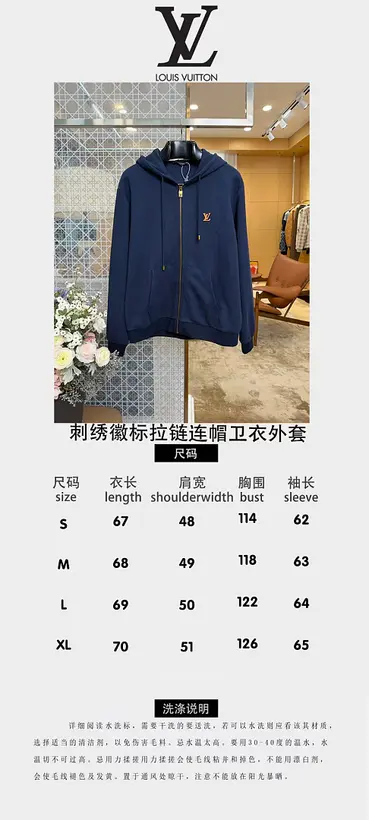 LV
LOUIS VUITTON
刺绣徽标拉链连帽卫衣外套
尺码
尺码 衣长 肩宽 胸围 袖长
size length shoulderwidth bust sleeve
S 67 48 114 62
M 68 49 118 63
L 69 50 122 64
XL 70 51 126 65
洗涤说明
详细阅读水洗标，需要干洗的要送洗，若可以水洗则应看该其材质，
选择适当的清洁剂，以免伤害毛料。总水温太高。要用30-40度的温水，水
温切不可过高。总用力揉搓用力揉搓会使毛线粘并和掉色，不能用漂白剂，
会使毛线褪色及发黄。置于通风处晾干，注意不能放在阳光暴晒。